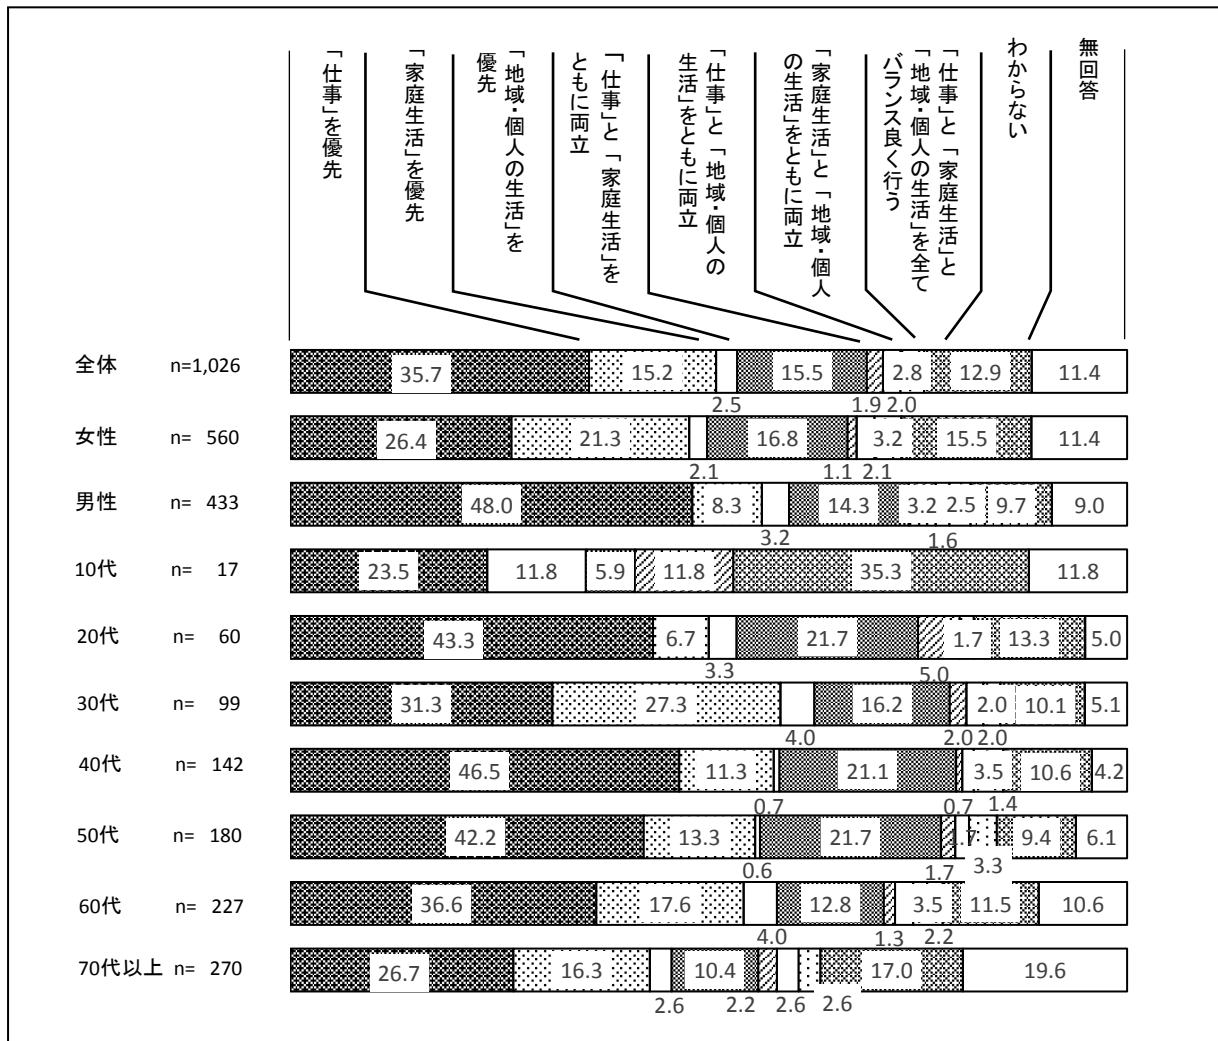 「仕事」を優先
「家庭生活」を優先
「地域・個人の生活」を
優先
「仕事」と「家庭生活」を
ともに両立
「仕事」と「地域・個人の
生活」をともに両立
「家庭生活」と「地域・個人
の生活」をともに両立
「仕事」と「家庭生活」と
「地域・個人の生活」を全て
バランス良く行う
わからない
無回答
全体 n=1,026 35.7 15.2 15.5 2.8 12.9 11.4
2.5 1.9 2.0
女性 n= 560 26.4 21.3 16.8 3.2 15.5 11.4
2.1 1.1 2.1
男性 n= 433 48.0 8.3 14.3 3.2 2.5 9.7 9.0
3.2 1.6
10代 n= 17 23.5 11.8 5.9 11.8 35.3 11.8
20代 n= 60 43.3 6.7 21.7 1.7 13.3 5.0
3.3 5.0
30代 n= 99 31.3 27.3 16.2 2.0 10.1 5.1
4.0 2.0 2.0
40代 n= 142 46.5 11.3 21.1 3.5 10.6 4.2
0.7 0.7 1.4
50代 n= 180 42.2 13.3 21.7 1.7 9.4 6.1
0.6 1.7 3.3
60代 n= 227 36.6 17.6 12.8 3.5 11.5 10.6
4.0 1.3 2.2
70代以上 n= 270 26.7 16.3 10.4 17.0 19.6
2.6 2.2 2.6 2.6